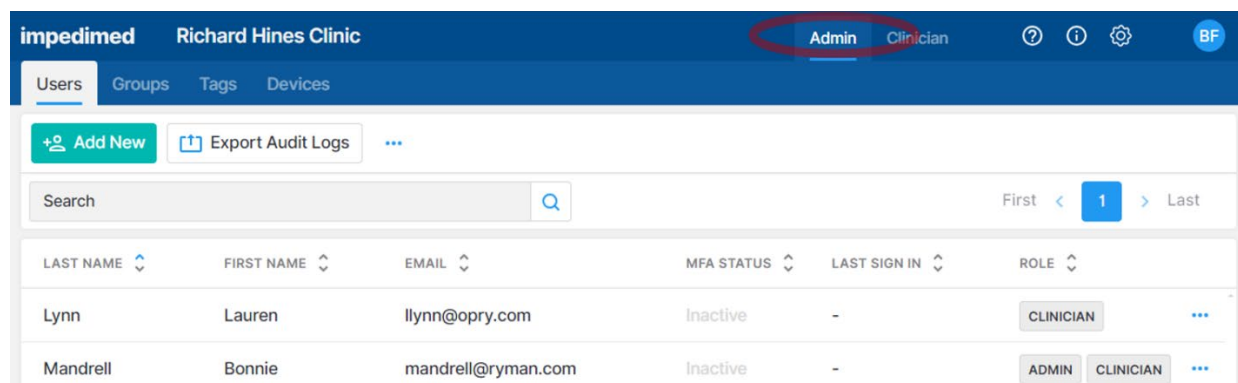 impedimed Richard Hines Clinic Admin Clinician BF
Users Groups Tags Devices
Add New Export Audit Logs
Search First 1 Last
LAST NAME FIRST NAME EMAIL MFA STATUS LAST SIGN IN ROLE
Lynn Lauren llynn@opry.com Inactive - CLINICIAN
Mandrell Bonnie mandrell@ryman.com Inactive - ADMIN CLINICIAN